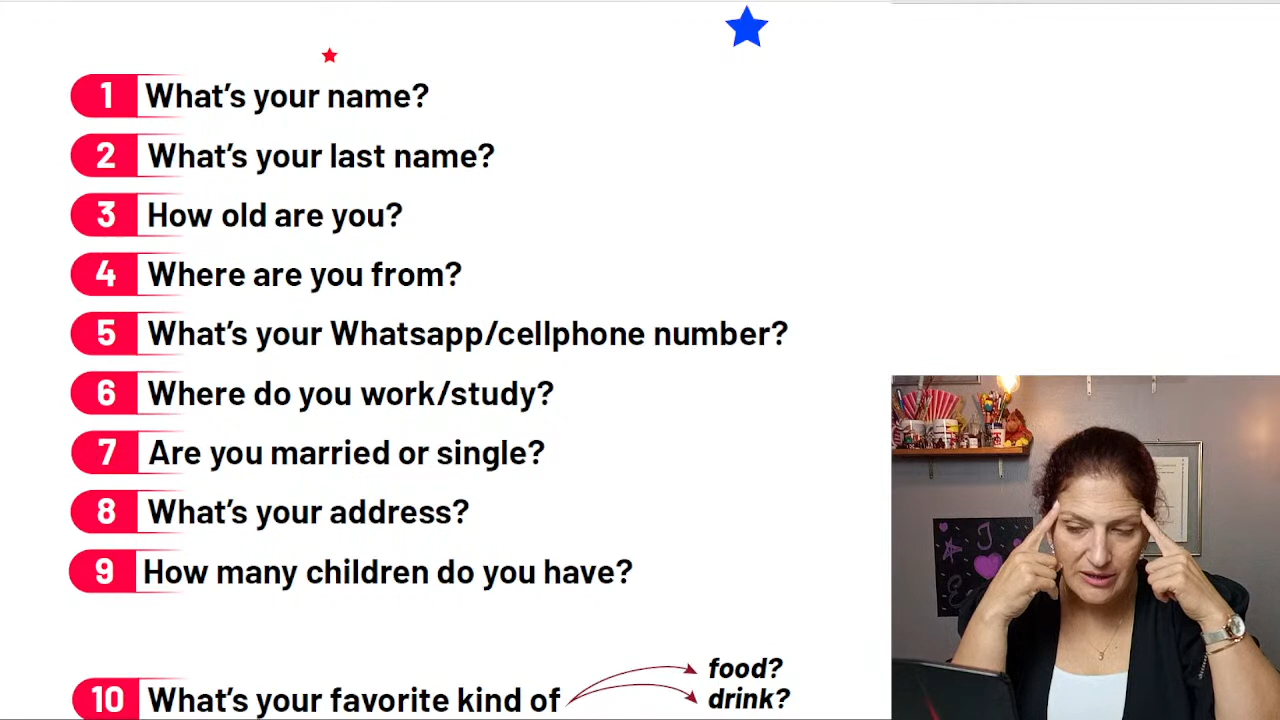 1 What's your name?
2 What's your last name?
3 How old are you?
4 Where are you from?
5 What's your Whatsapp/cellphone number?
6 Where do you work/study?
7 Are you married or single?
8 What's your address?
9 How many children do you have?
10 What's your favorite kind of
food?
drink?